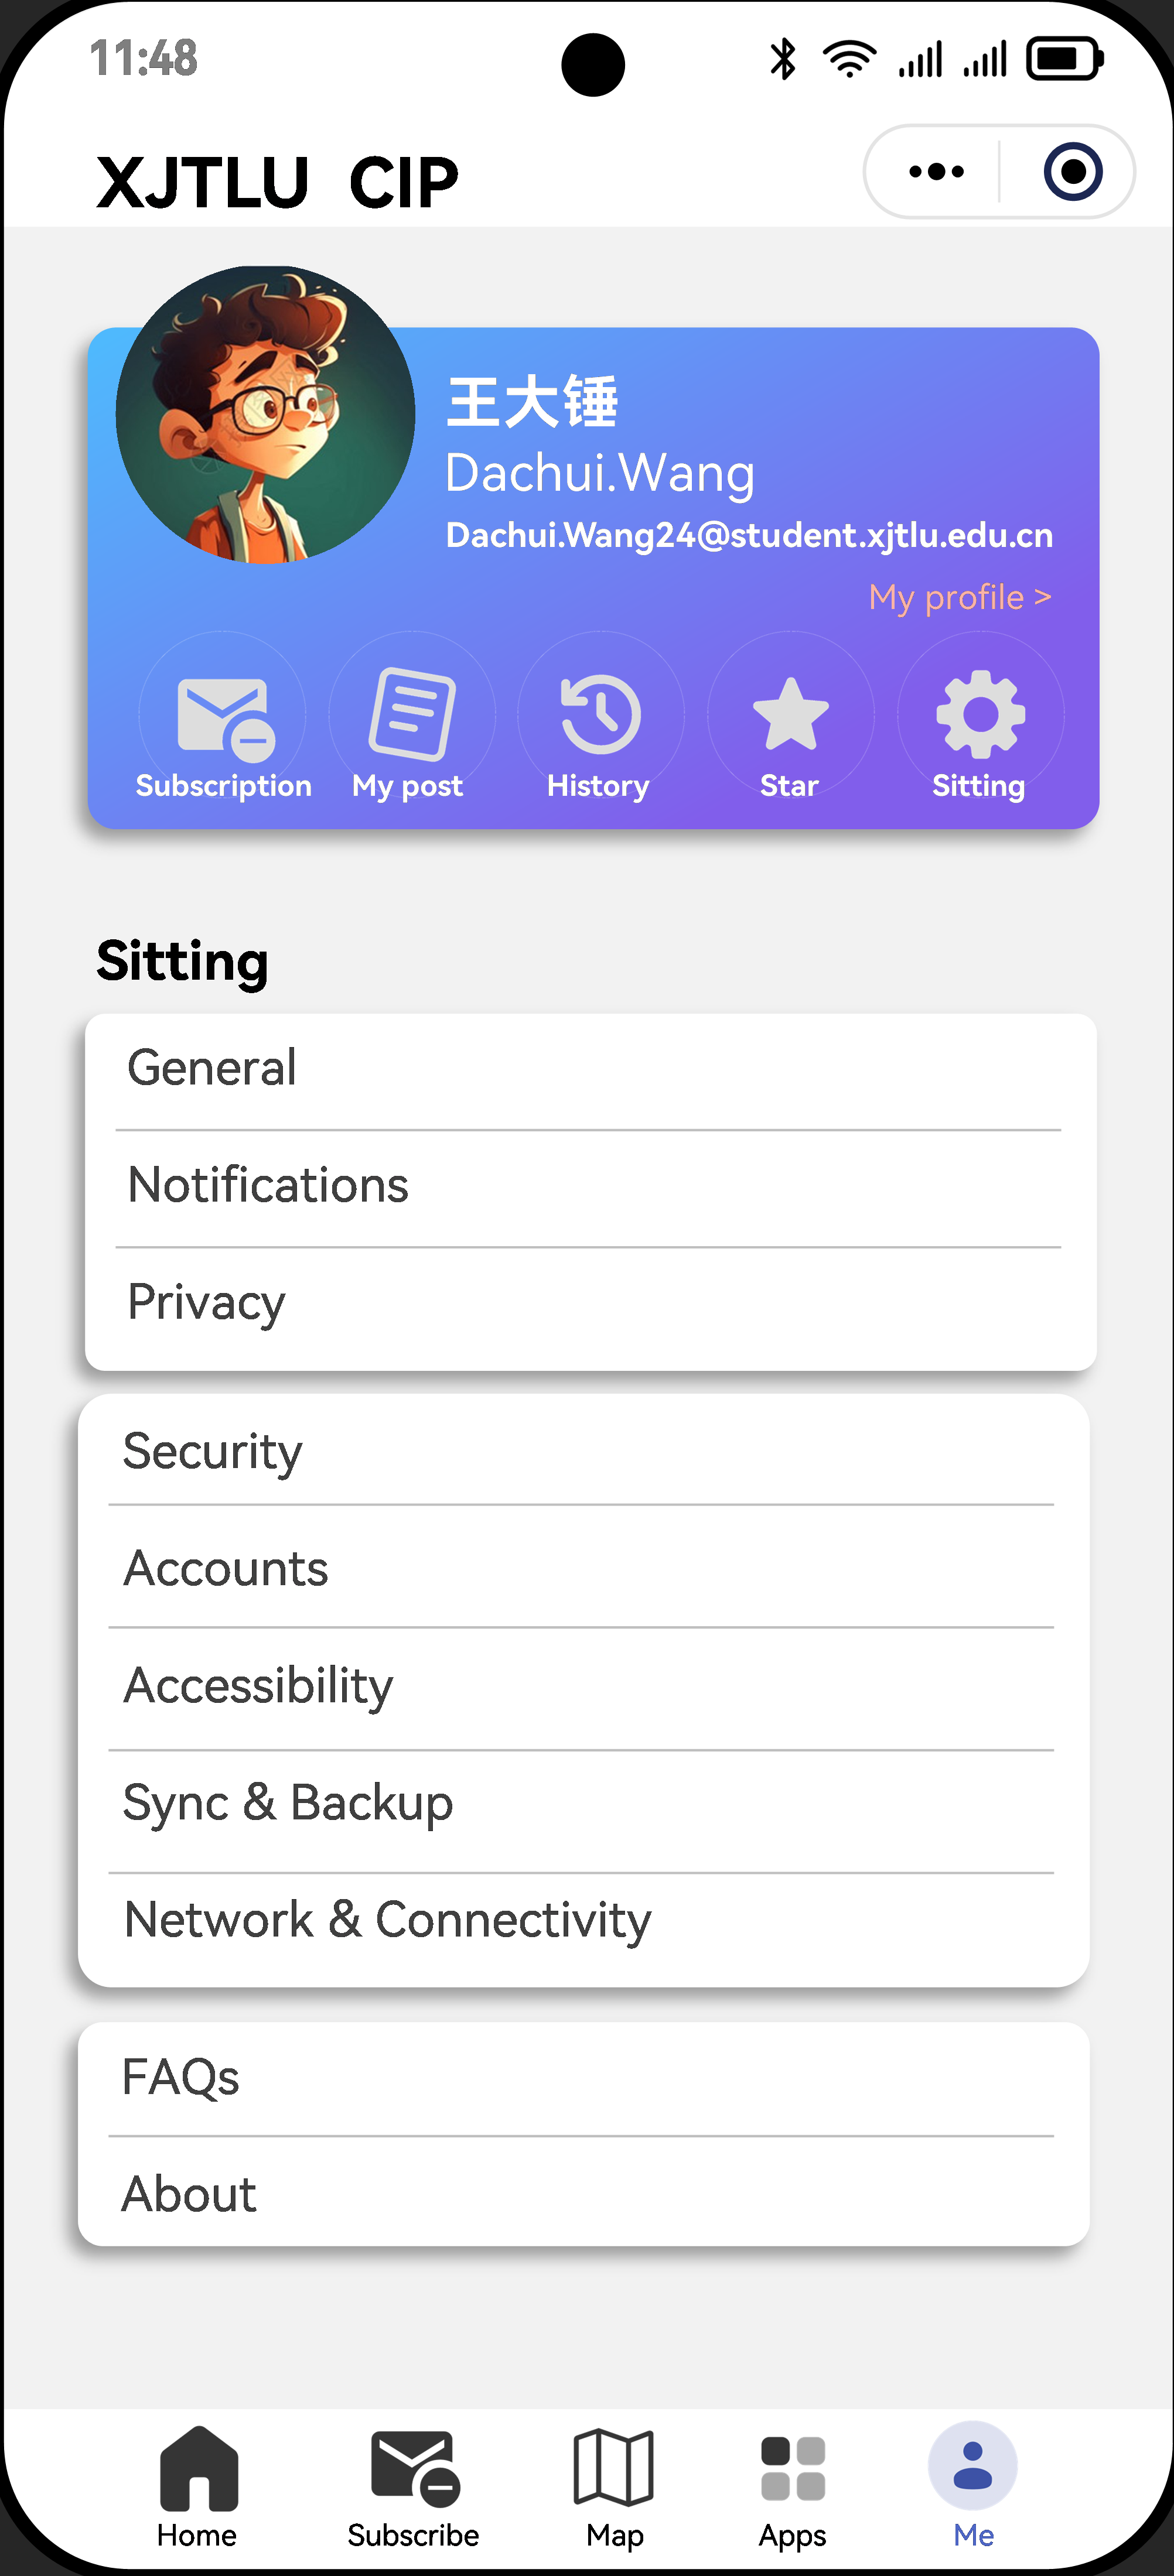 11:48
XJTLU CIP
王大锤
Dachui.Wang
Dachui.Wang24@student.xjtlu.edu.cn
My profile >
Subscription My post History Star Sitting
Sitting
General
Notifications
Privacy
Security
Accounts
Accessibility
Sync & Backup
Network & Connectivity
FAQs
About
Home Subscribe Map Apps Me